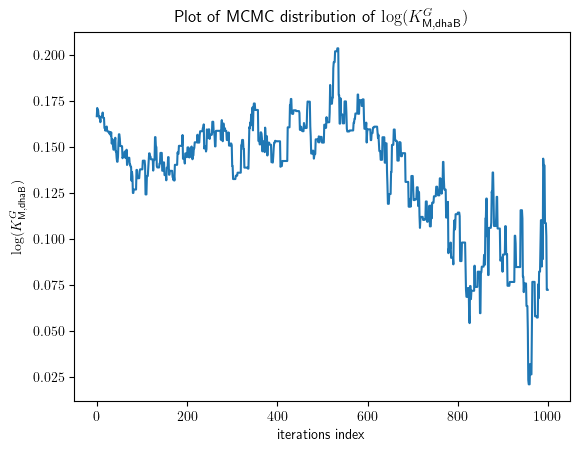 Plot of MCMC distribution of log(K^G_M,dhaB)
0.200
0.175
0.150
0.125
0.100
0.075
0.050
0.025
log(K^G_M,dhaB)
0 200 400 600 800 1000
iterations index